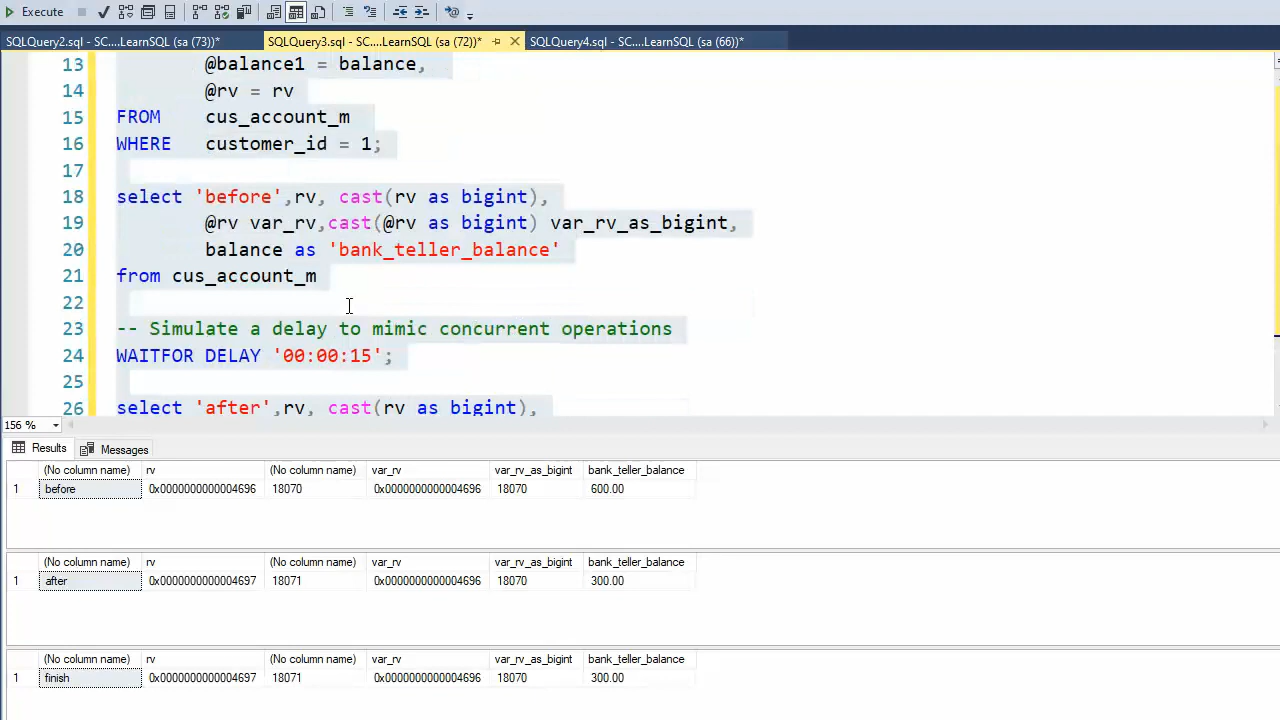 Execute
SQLQuery2.sql - SC....LearnSQL (sa (73))*
SQLQuery3.sql - SC....LearnSQL (sa (72))*
SQLQuery4.sql - SC....LearnSQL (sa (66))*
13 @balance1 = balance,
14 @rv = rv
15 FROM cus_account_m
16 WHERE customer_id = 1;
17
18 select 'before',rv, cast(rv as bigint),
19 @rv var_rv,cast(@rv as bigint) var_rv_as_bigint,
20 balance as 'bank_teller_balance'
21 from cus_account_m
22
23 -- Simulate a delay to mimic concurrent operations
24 WAITFOR DELAY '00:00:15';
25
26 select 'after',rv, cast(rv as bigint),
156 %
Results Messages
(No column name) rv (No column name) var_rv var_rv_as_bigint bank_teller_balance
1 before 0x0000000000004696 18070 0x0000000000004696 18070 600.00
(No column name) rv (No column name) var_rv var_rv_as_bigint bank_teller_balance
1 after 0x0000000000004697 18071 0x0000000000004696 18070 300.00
(No column name) rv (No column name) var_rv var_rv_as_bigint bank_teller_balance
1 finish 0x0000000000004697 18071 0x0000000000004696 18070 300.00